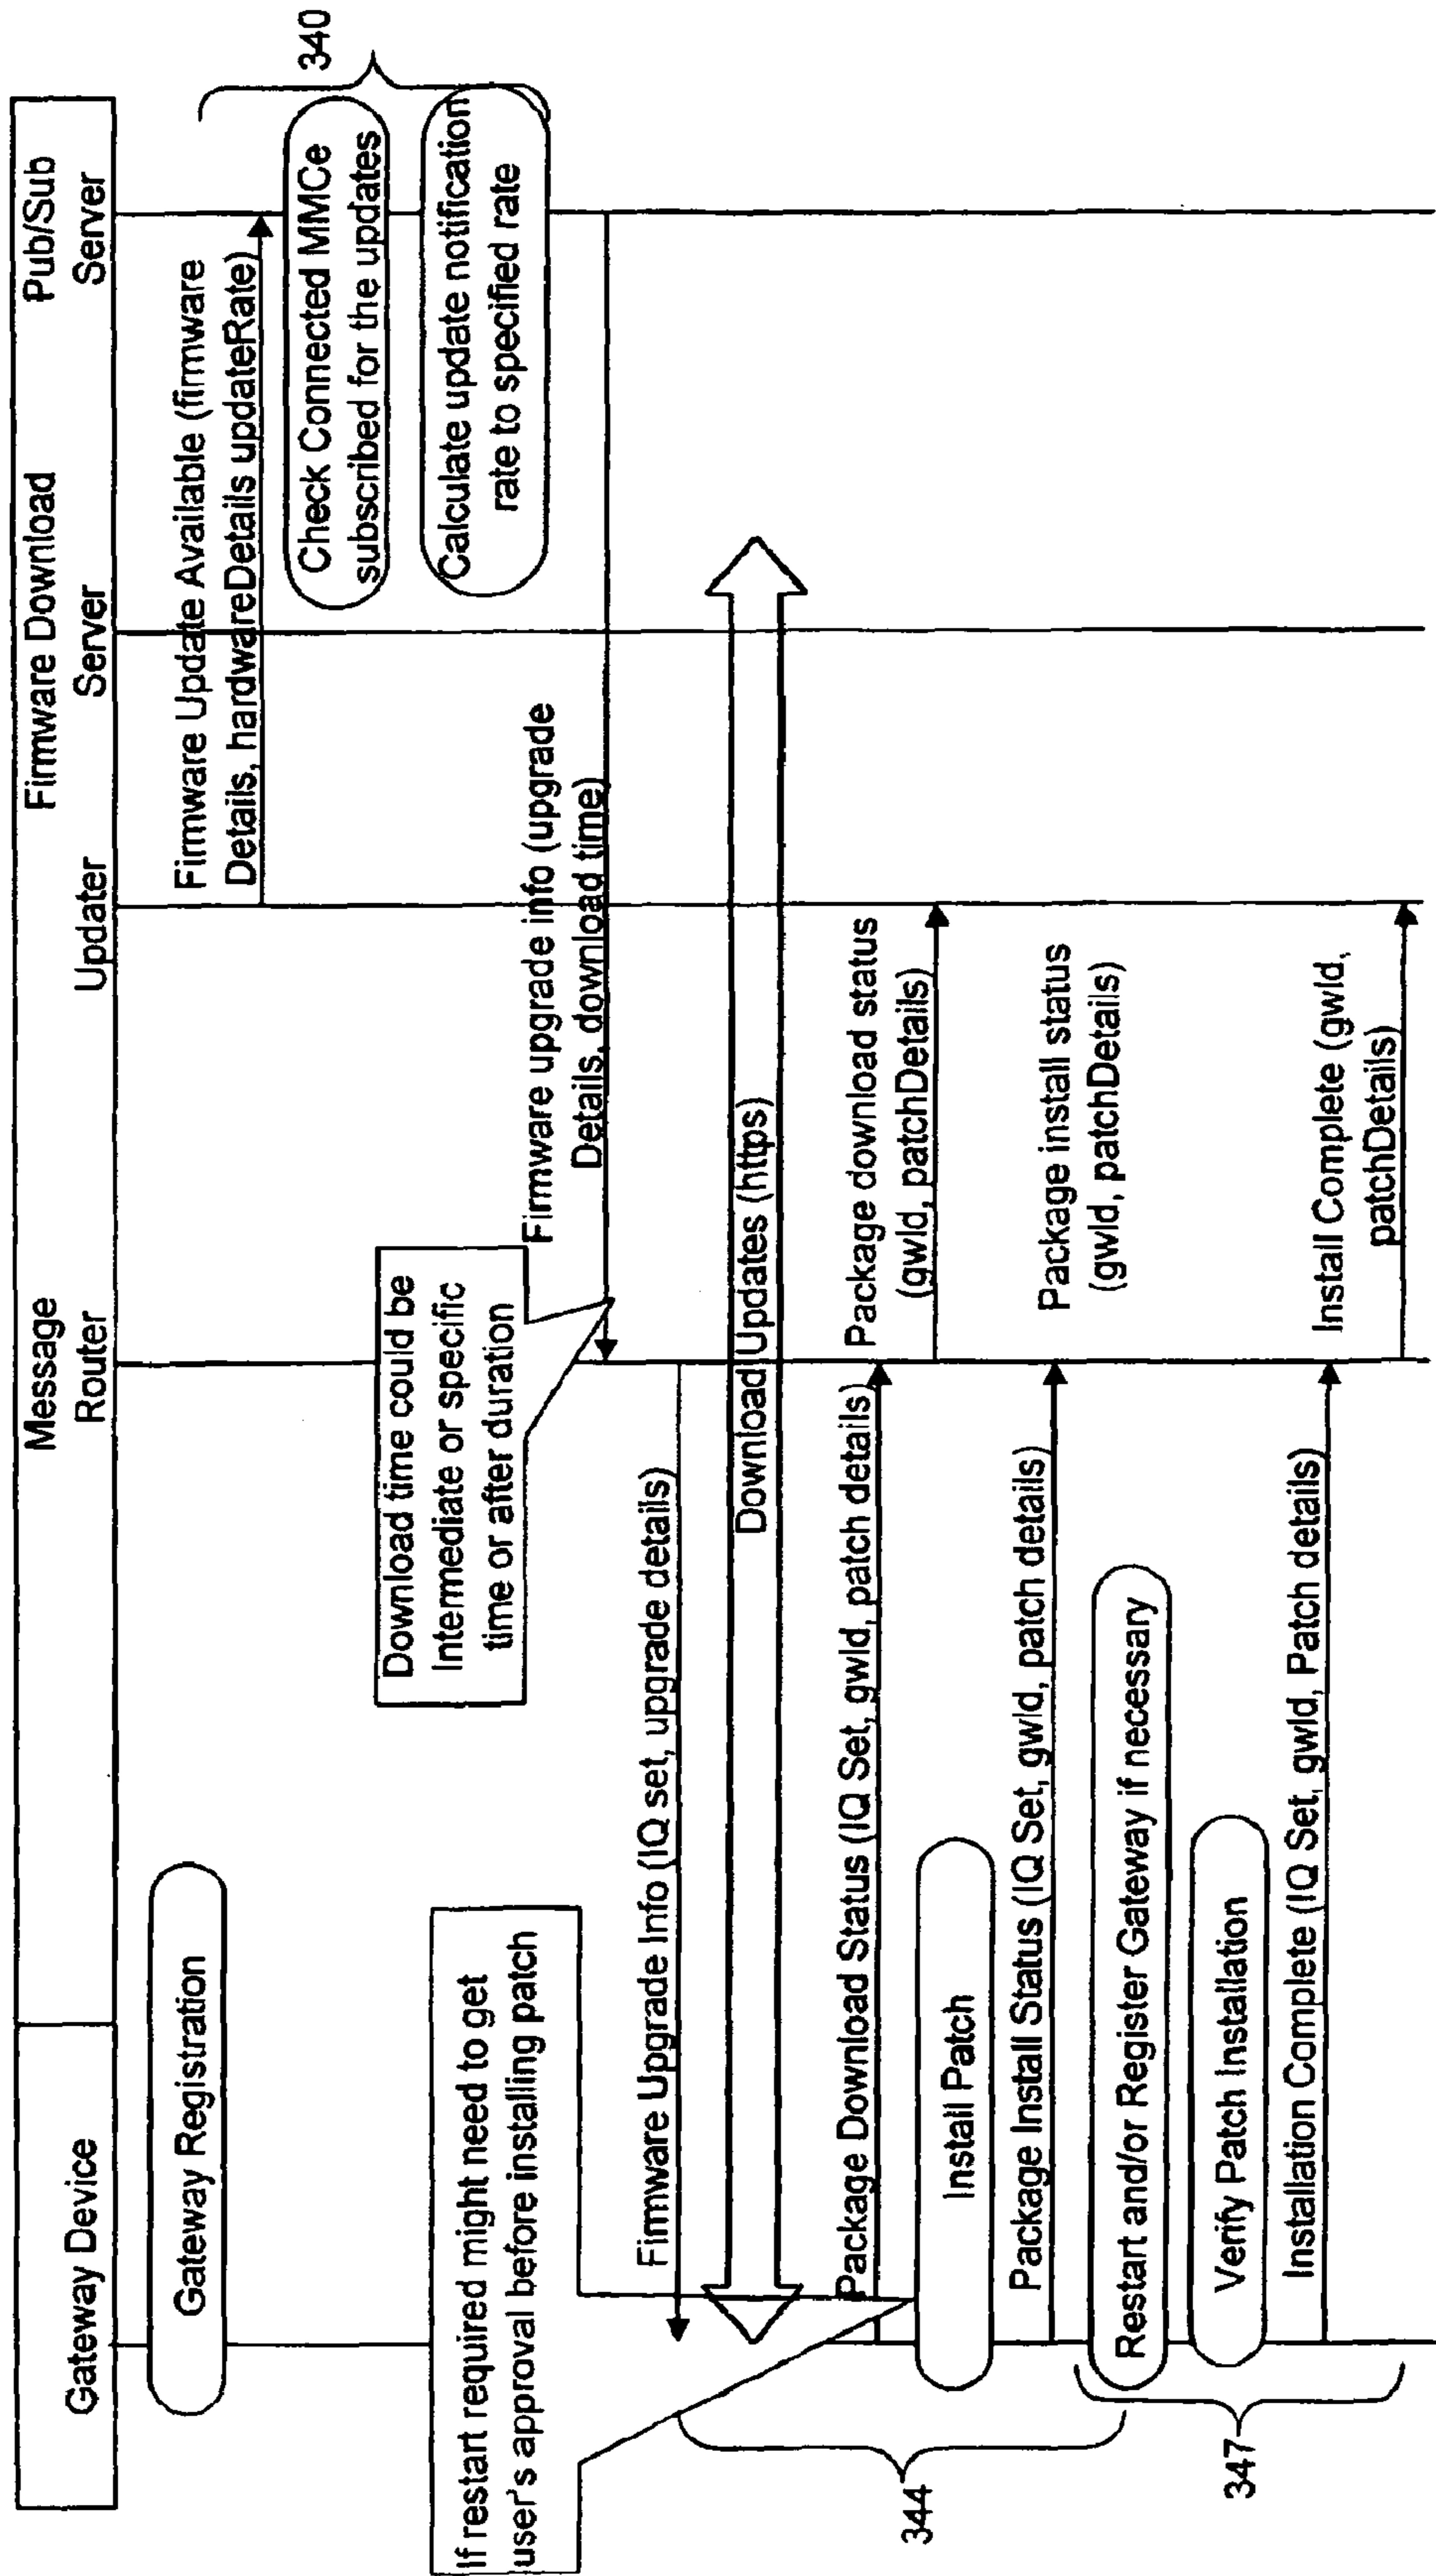 Gateway Device
Message
Router
Updater
Firmware Download
Server
Pub/Sub
Server
Gateway Registration
Firmware Update Available (firmware
Details, hardwareDetails updateRate)
340
Check Connected MMCe
subscribed for the updates
Calculate update notification
rate to specified rate
Download time could be
Intermediate or specific
time or after duration
If restart required might need to get
user's approval before installing patch
Firmware upgrade info (upgrade
Details, download time)
Firmware Upgrade Info (IQ set, upgrade details)
Download Updates (https)
Package Download Status (IQ Set, gwId, patch details)
Package download status
(gwId, patchDetails)
344
Install Patch
Package Install Status (IQ Set, gwId, patch details)
Package install status
(gwId, patchDetails)
Restart and/or Register Gateway if necessary
347
Verify Patch Installation
Installation Complete (IQ Set, gwId, Patch details)
Install Complete (gwId,
patchDetails)